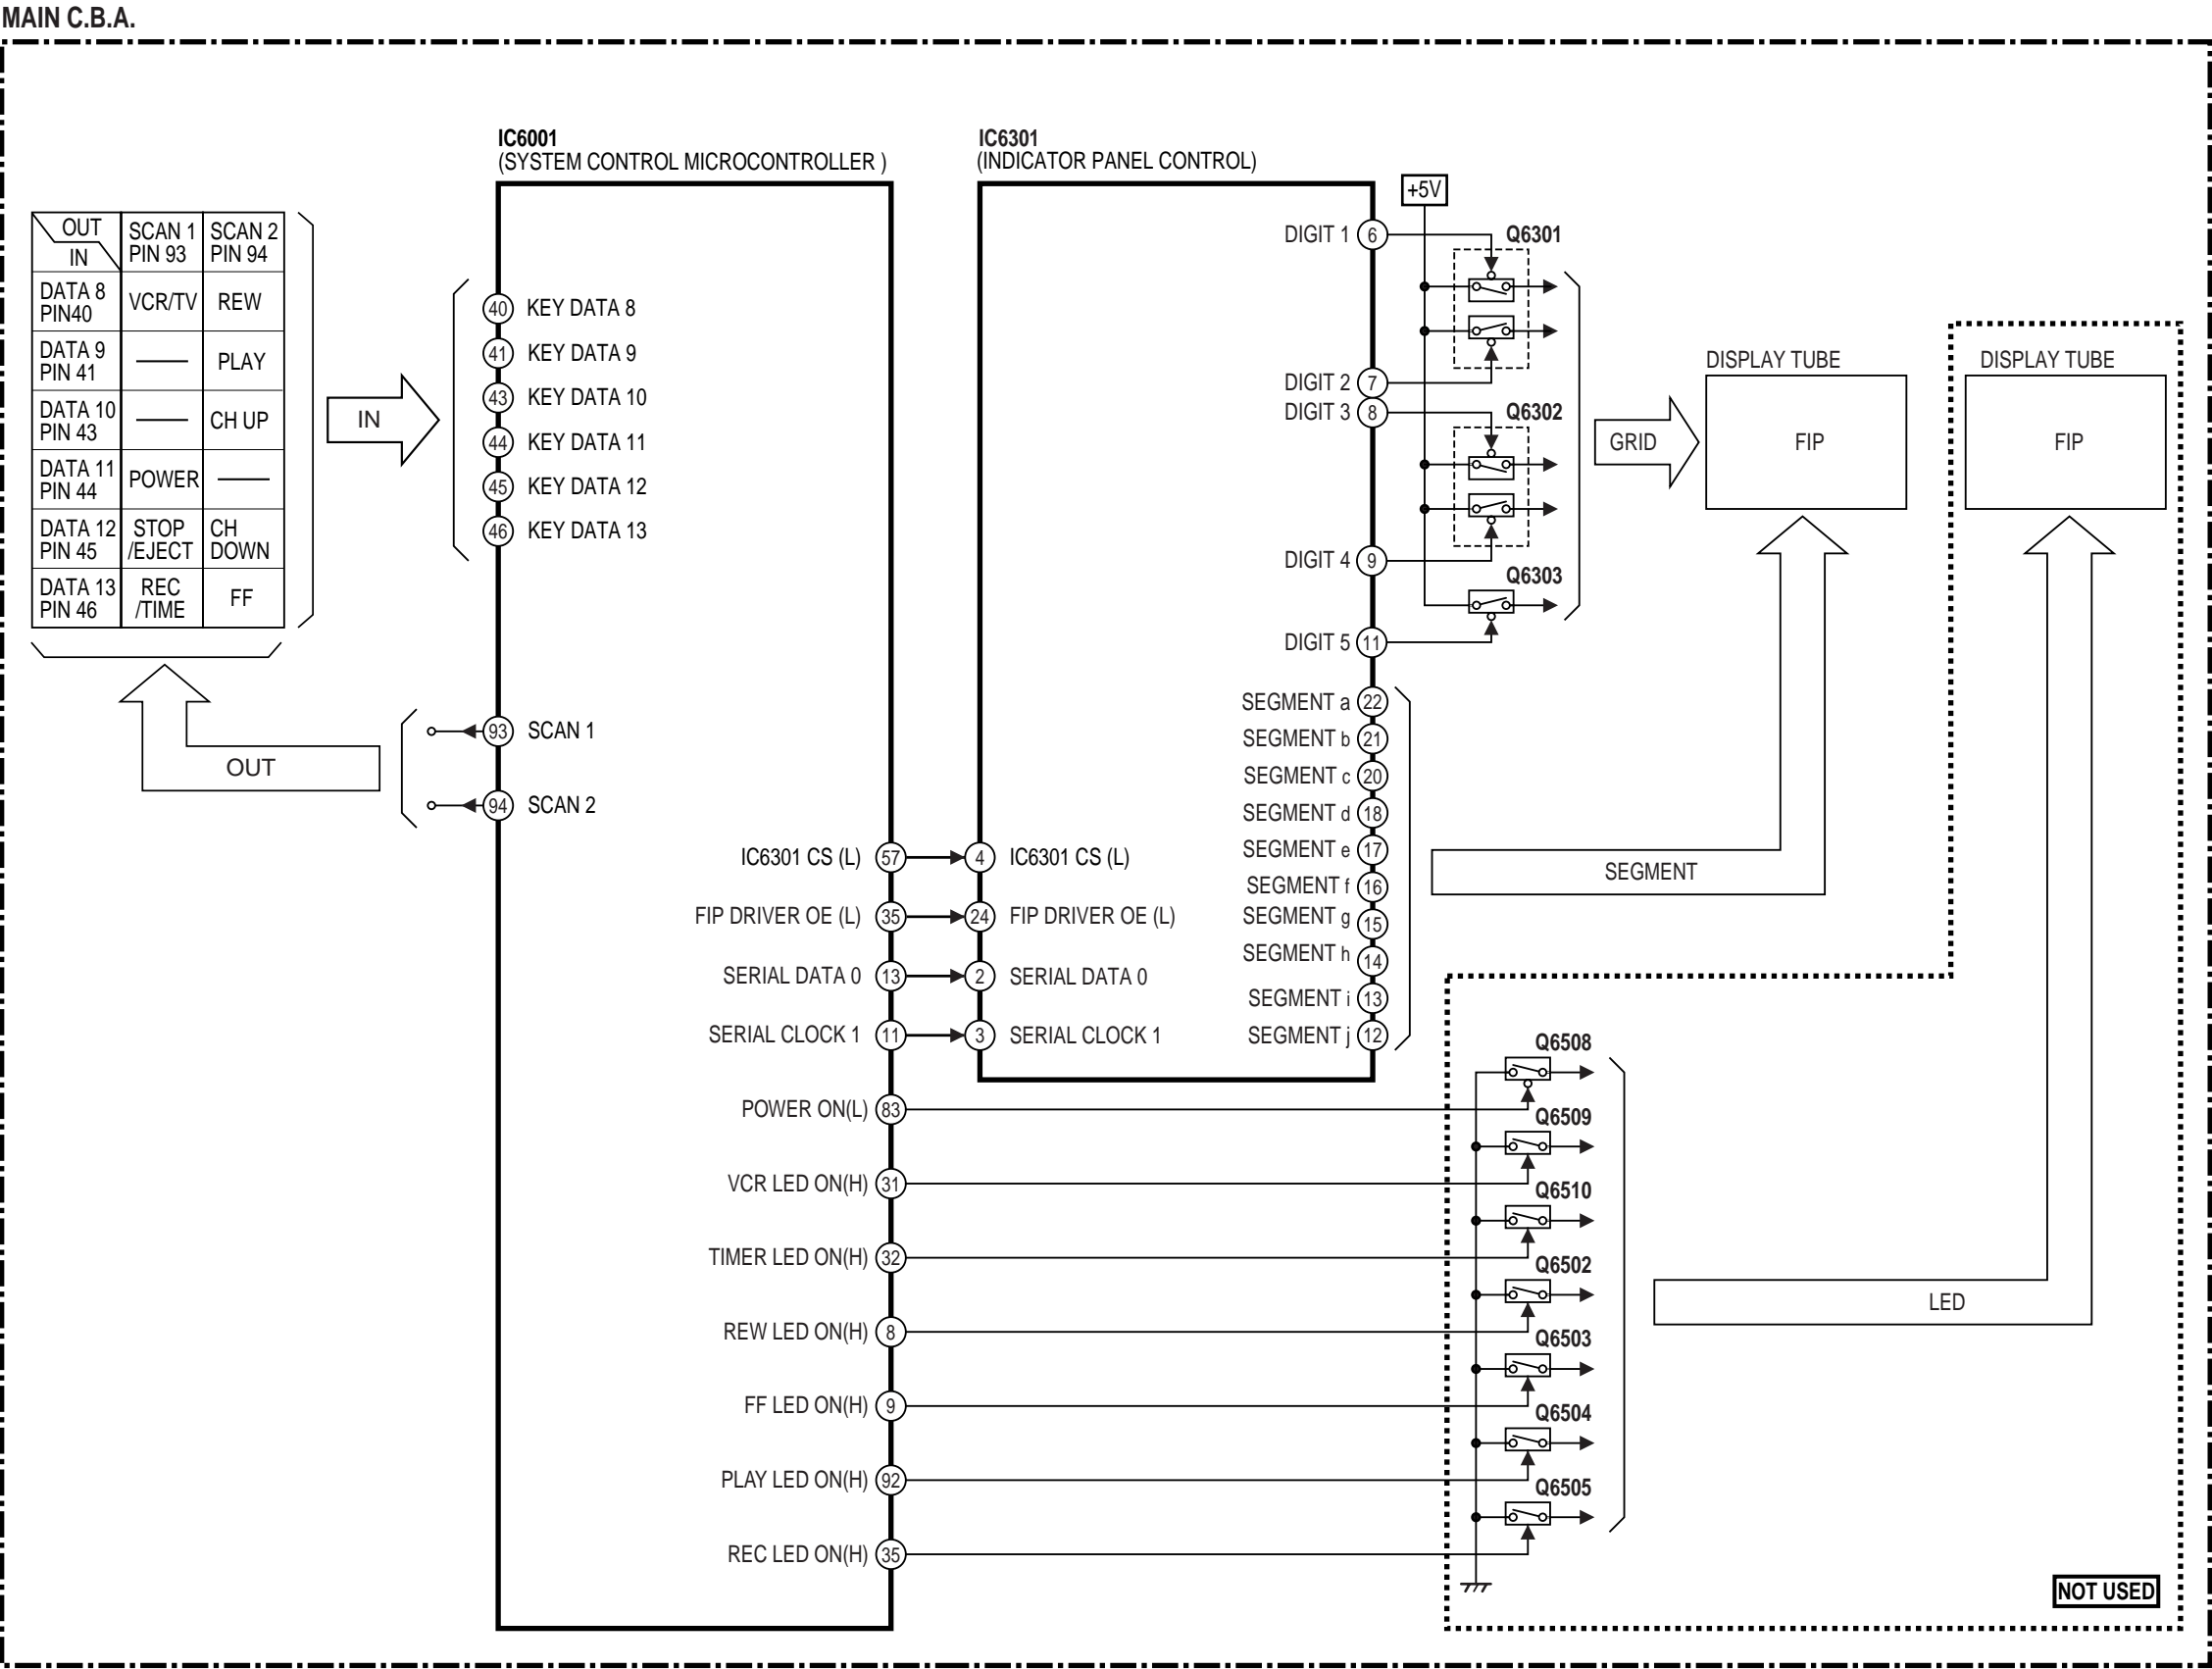 MAIN C.B.A.
IC6001
(SYSTEM CONTROL MICROCONTROLLER )
IC6301
(INDICATOR PANEL CONTROL)
OUT
IN
SCAN 1
PIN 93
SCAN 2
PIN 94
DATA 8
PIN40
VCR/TV
REW
DATA 9
PIN 41
PLAY
DATA 10
PIN 43
CH UP
DATA 11
PIN 44
POWER
DATA 12
PIN 45
STOP
/EJECT
CH
DOWN
DATA 13
PIN 46
REC
/TIME
FF
IN
OUT
40 KEY DATA 8
41 KEY DATA 9
43 KEY DATA 10
44 KEY DATA 11
45 KEY DATA 12
46 KEY DATA 13
93 SCAN 1
94 SCAN 2
IC6301 CS (L) 57
FIP DRIVER OE (L) 35
SERIAL DATA 0 13
SERIAL CLOCK 1 11
POWER ON(L) 83
VCR LED ON(H) 31
TIMER LED ON(H) 32
REW LED ON(H) 8
FF LED ON(H) 9
PLAY LED ON(H) 92
REC LED ON(H) 35
4 IC6301 CS (L)
24 FIP DRIVER OE (L)
2 SERIAL DATA 0
3 SERIAL CLOCK 1
DIGIT 1 6
DIGIT 2 7
DIGIT 3 8
DIGIT 4 9
DIGIT 5 11
SEGMENT a 22
SEGMENT b 21
SEGMENT c 20
SEGMENT d 18
SEGMENT e 17
SEGMENT f 16
SEGMENT g 15
SEGMENT h 14
SEGMENT i 13
SEGMENT j 12
+5V
Q6301
Q6302
Q6303
GRID
DISPLAY TUBE
FIP
DISPLAY TUBE
FIP
SEGMENT
Q6508
Q6509
Q6510
Q6502
Q6503
Q6504
Q6505
LED
NOT USED